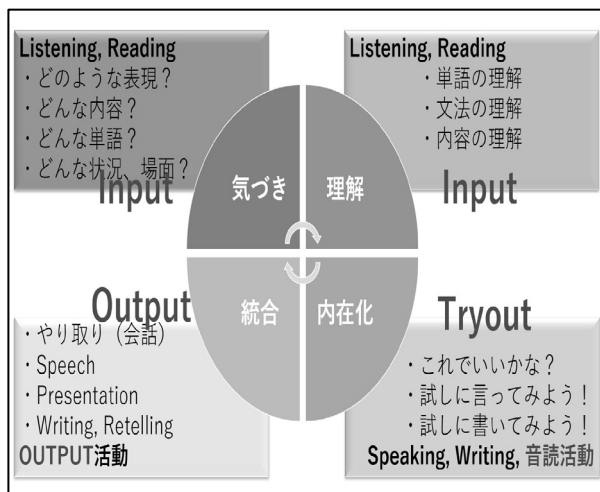 Listening, Reading
・どのような表現？
・どんな内容？
・どんな単語？
・どんな状況、場面？
Input
Listening, Reading
・単語の理解
・文法の理解
・内容の理解
Input
気づき
理解
統合
内在化
Output
・やり取り（会話）
・Speech
・Presentation
・Writing, Retelling
OUTPUT活動
Tryout
・これでいいかな？
・試しに言ってみよう！
・試しに書いてみよう！
Speaking, Writing, 音読活動